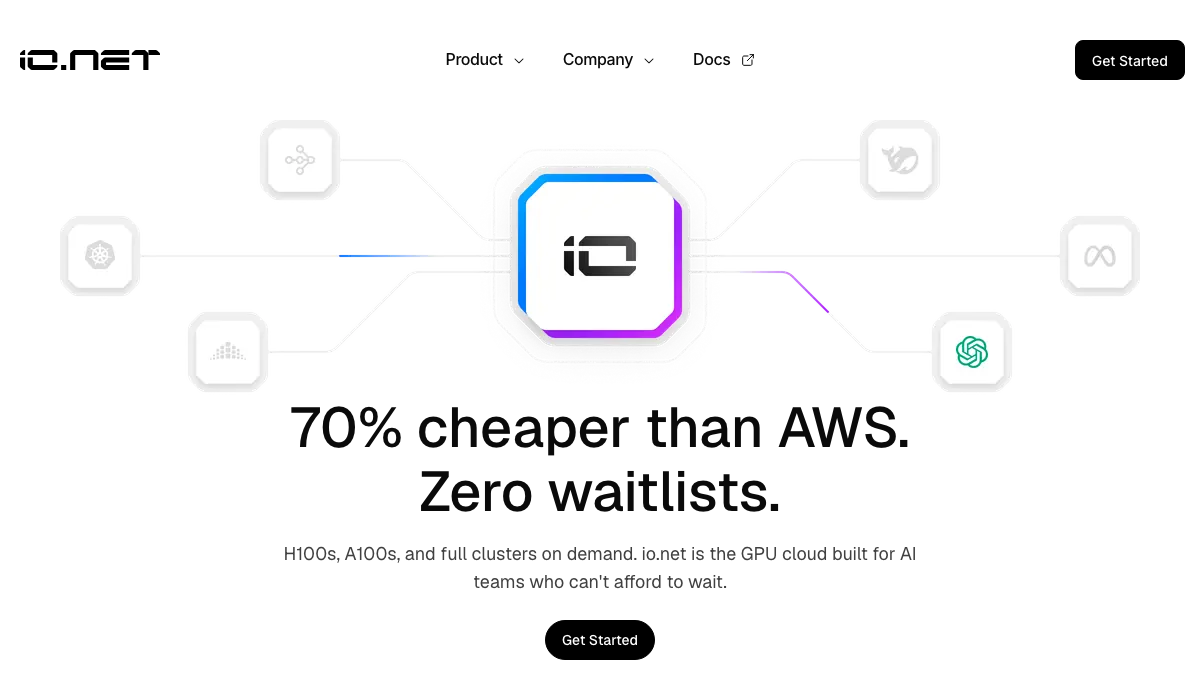 io.net
Product
Company
Docs
Get Started
io
70% cheaper than AWS.
Zero waitlists.
H100s, A100s, and full clusters on demand. io.net is the GPU cloud built for AI
teams who can't afford to wait.
Get Started